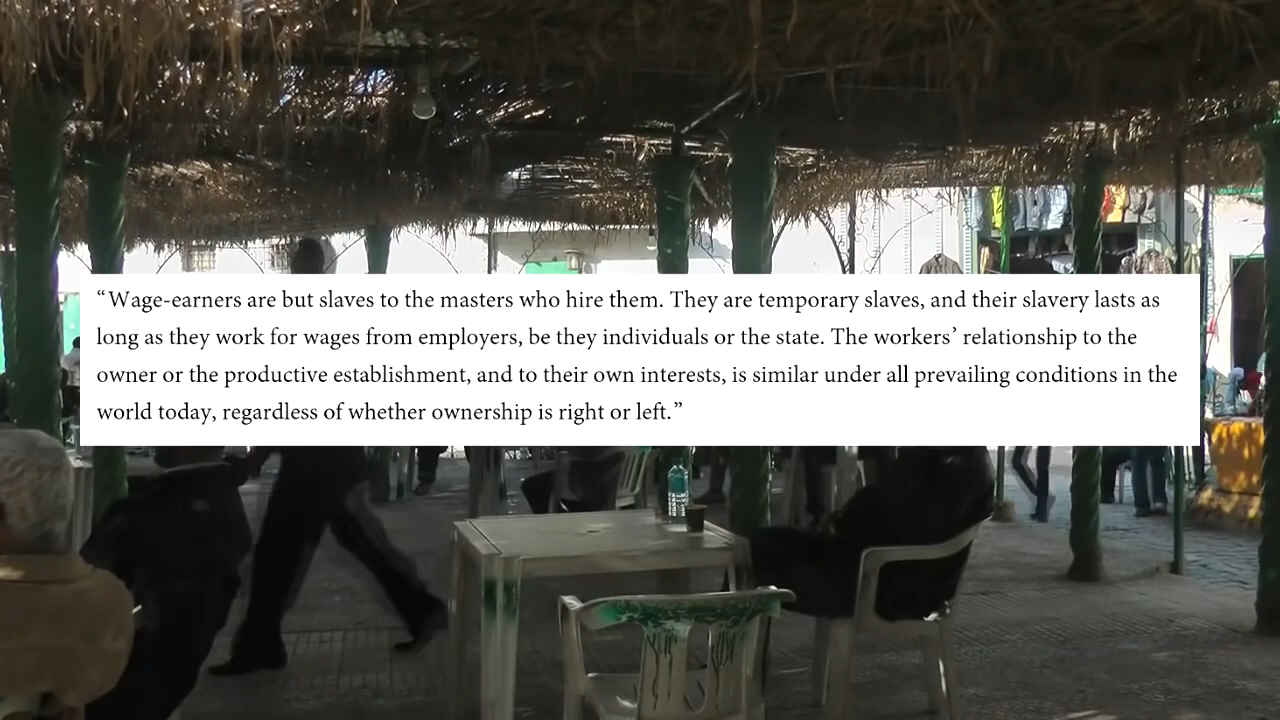 “Wage-earners are but slaves to the masters who hire them. They are temporary slaves, and their slavery lasts as
long as they work for wages from employers, be they individuals or the state. The workers’ relationship to the
owner or the productive establishment, and to their own interests, is similar under all prevailing conditions in the
world today, regardless of whether ownership is right or left.”